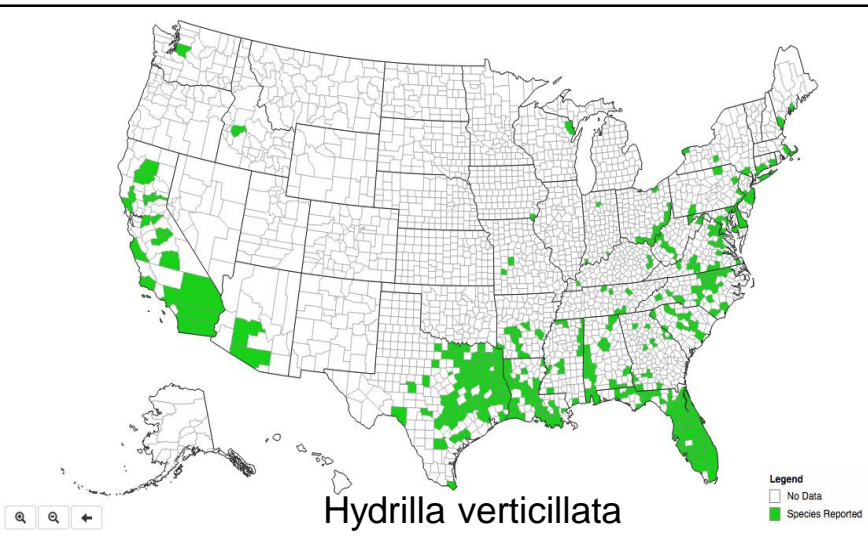 Legend
No Data
Species Reported
Hydrilla verticillata